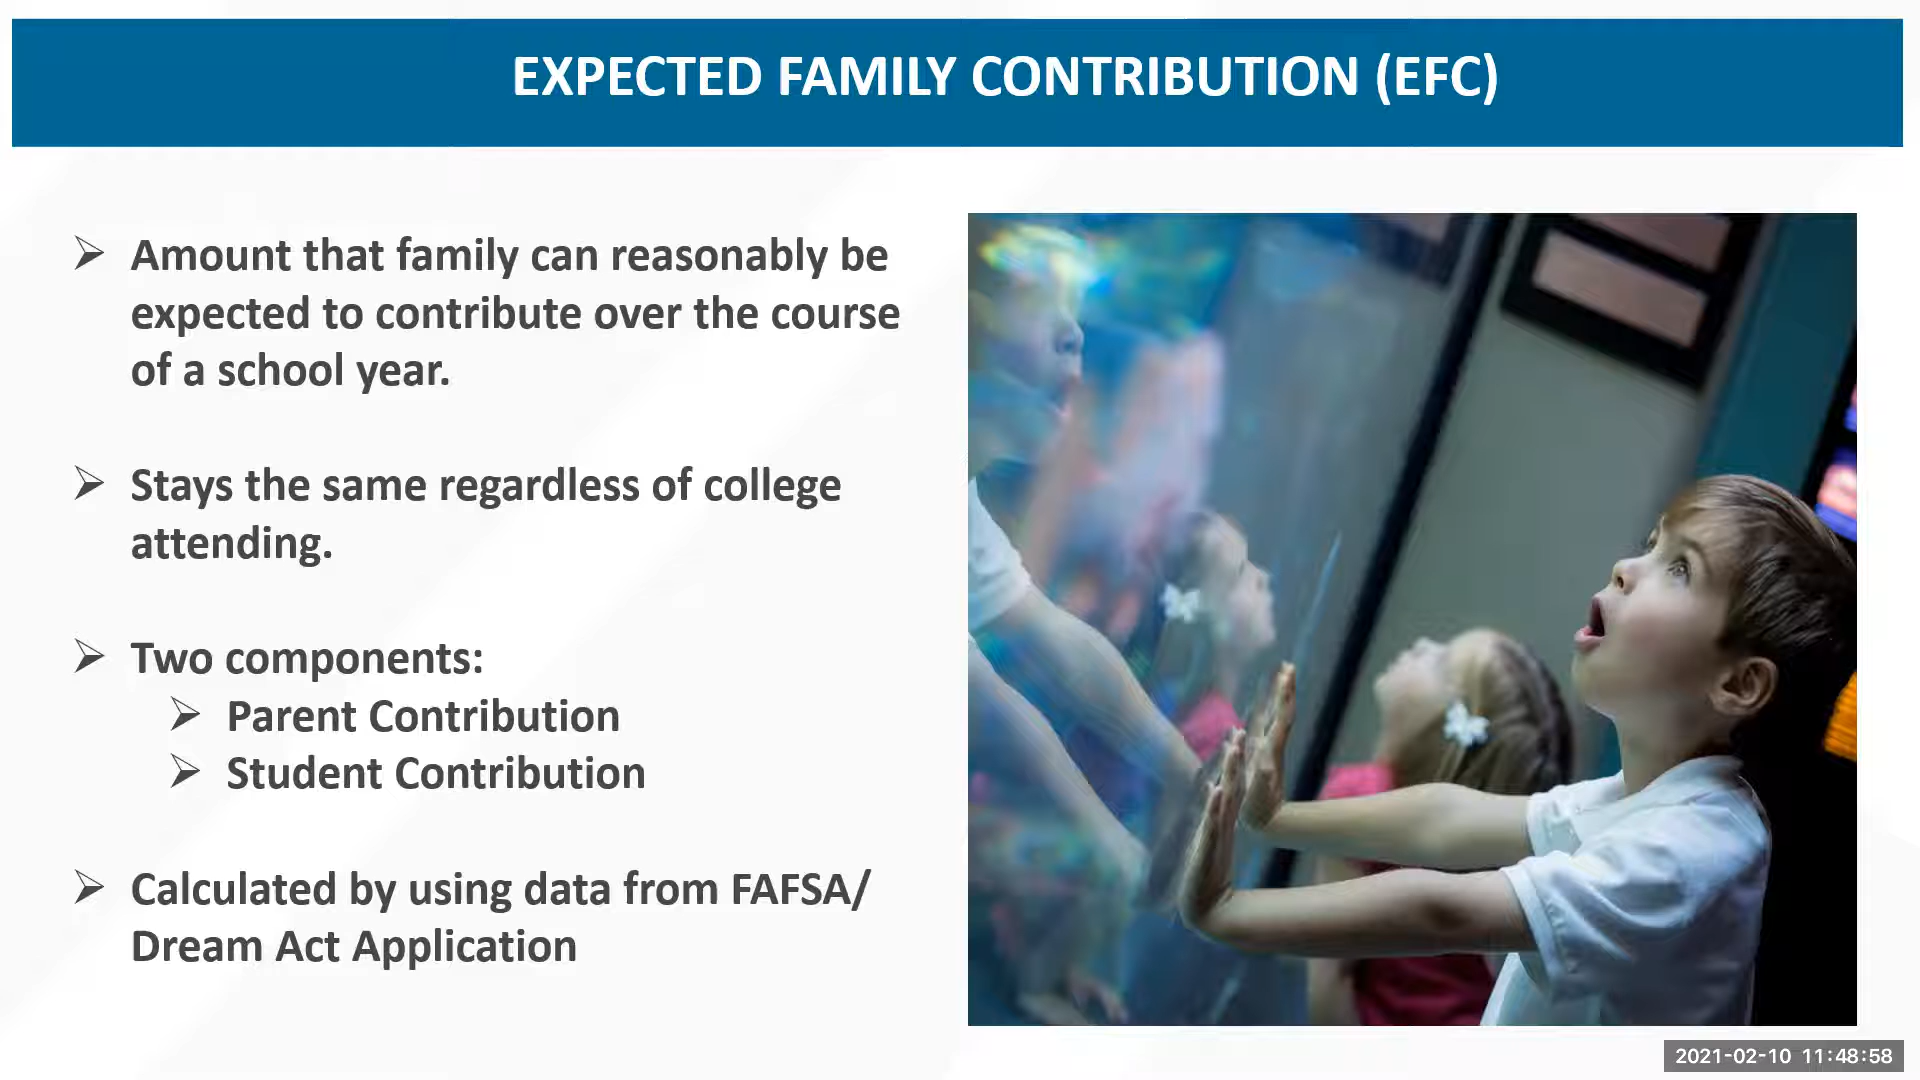 EXPECTED FAMILY CONTRIBUTION (EFC)
Amount that family can reasonably be
expected to contribute over the course
of a school year.
Stays the same regardless of college
attending.
Two components:
Parent Contribution
Student Contribution
Calculated by using data from FAFSA/
Dream Act Application
2021-02-10 11:48:58